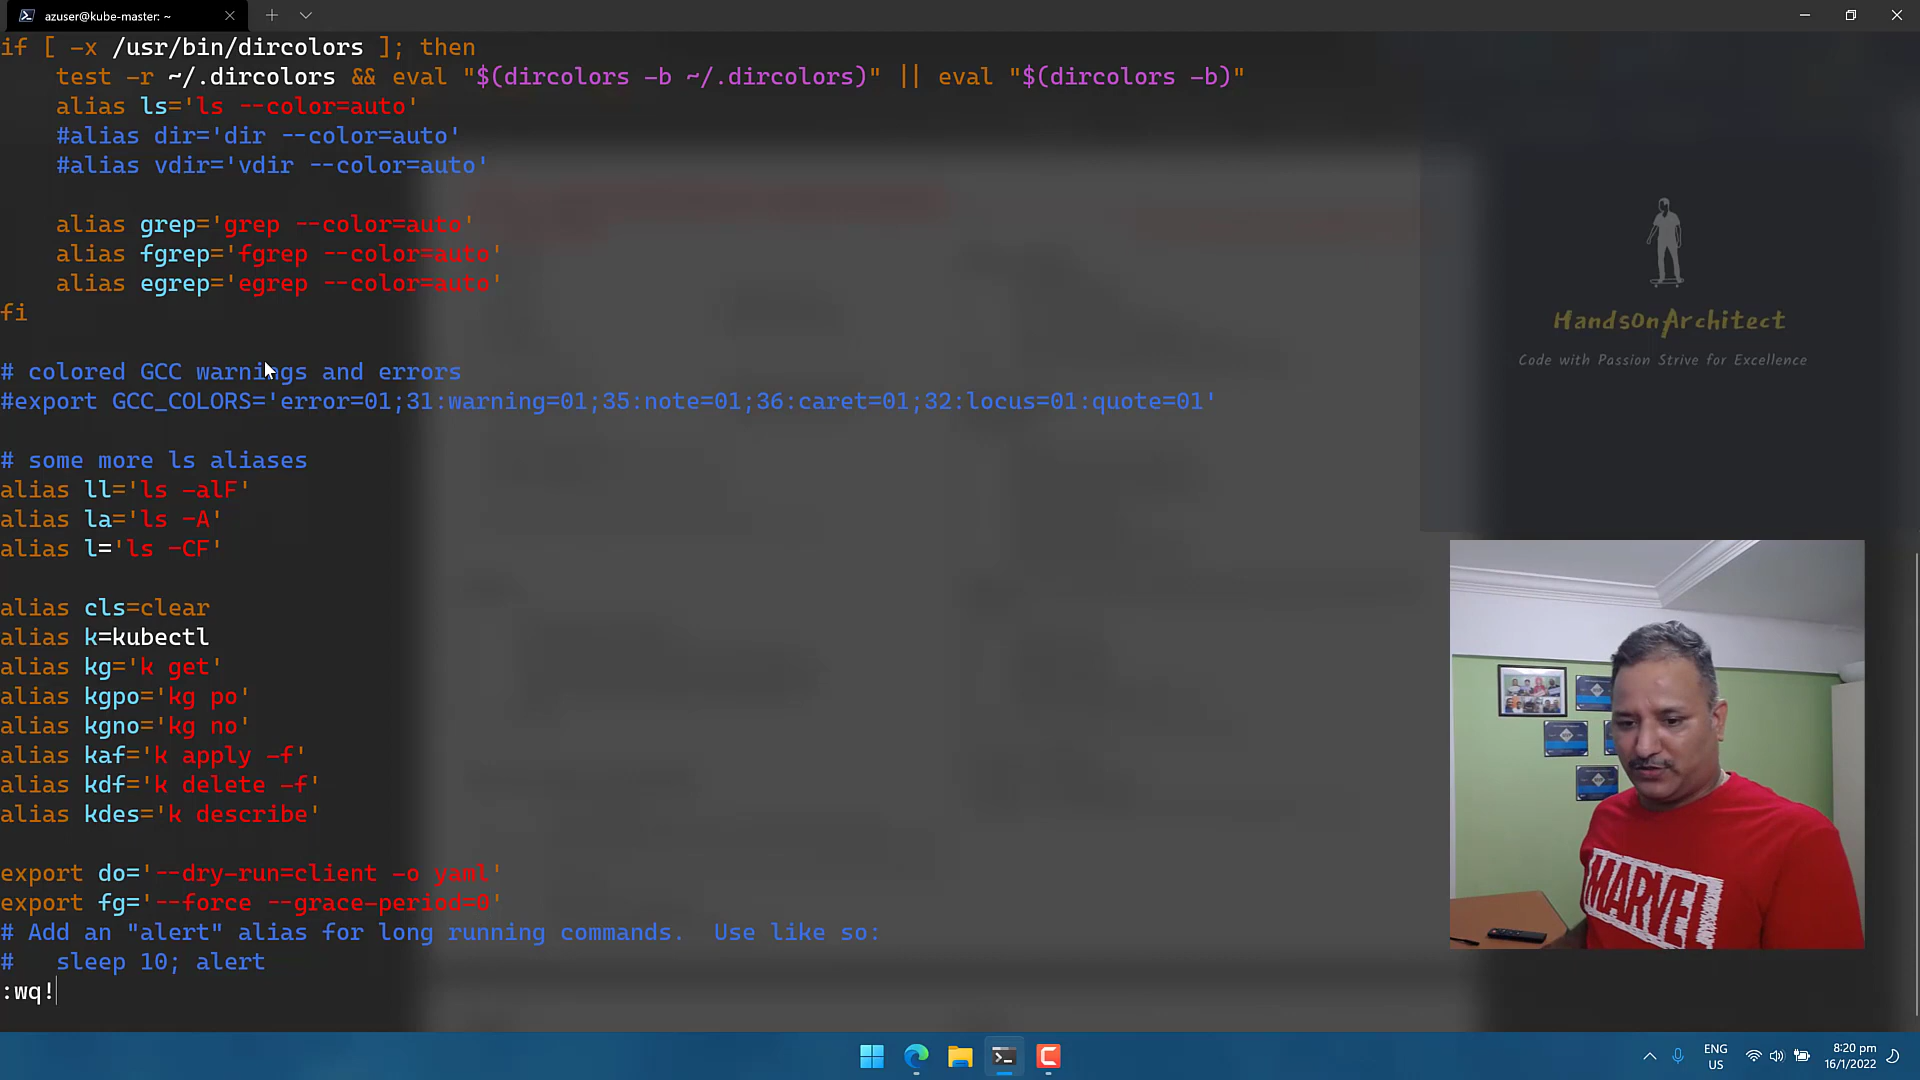 azuser@kube-master: ~
if [ -x /usr/bin/dircolors ]; then
    test -r ~/.dircolors && eval "$(dircolors -b ~/.dircolors)" || eval "$(dircolors -b)"
    alias ls='ls --color=auto'
    #alias dir='dir --color=auto'
    #alias vdir='vdir --color=auto'
    alias grep='grep --color=auto'
    alias fgrep='fgrep --color=auto'
    alias egrep='egrep --color=auto'
fi
# colored GCC warnings and errors
#export GCC_COLORS='error=01;31:warning=01;35:note=01;36:caret=01;32:locus=01:quote=01'
# some more ls aliases
alias ll='ls -alF'
alias la='ls -A'
alias l='ls -CF'
alias cls=clear
alias k=kubectl
alias kg='k get'
alias kgpo='kg po'
alias kgno='kg no'
alias kaf='k apply -f'
alias kdf='k delete -f'
alias kdes='k describe'
export do='--dry-run=client -o yaml'
export fg='--force --grace-period=0'
# Add an "alert" alias for long running commands.  Use like so:
#   sleep 10; alert
:wq!
HandsOnArchitect
Code with Passion Strive for Excellence
MARVEL
ENG
US
8:20 pm
16/1/2022